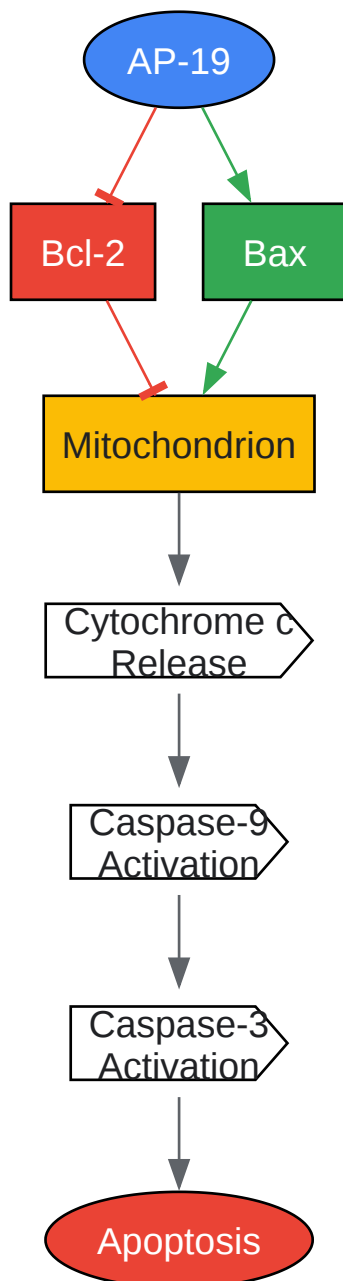 AP-19
Bcl-2
Bax
Mitochondrion
Cytochrome c
Release
Caspase-9
Activation
Caspase-3
Activation
Apoptosis